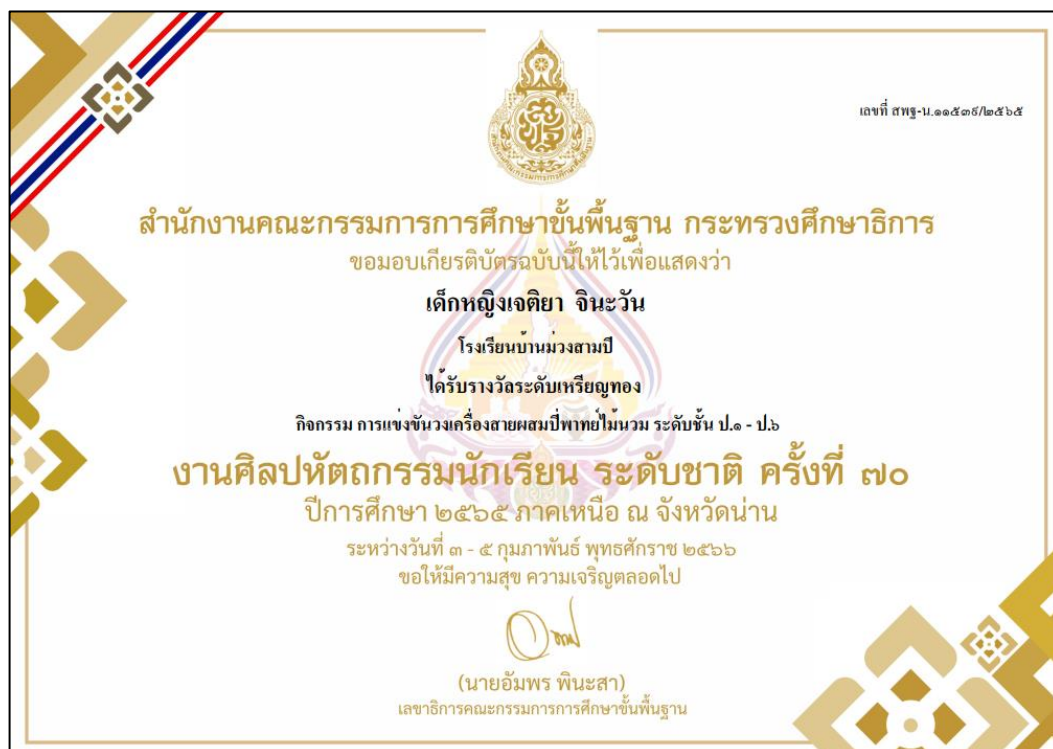 เลขที่ สพฐ-น.๑๑๕๓๙/๒๕๖๕
สำนักงานคณะกรรมการการศึกษาขั้นพื้นฐาน กระทรวงศึกษาธิการ
ขอมอบเกียรติบัตรฉบับนี้ให้ไว้เพื่อแสดงว่า
เด็กหญิงเจติยา จินะวัน
โรงเรียนบ้านม่วงสามปี
ได้รับรางวัลระดับเหรียญทอง
กิจกรรม การแข่งขันวงเครื่องสายผสมปี่พาทย์ไม้นวม ระดับชั้น ป.๑ - ป.๖
งานศิลปหัตถกรรมนักเรียน ระดับชาติ ครั้งที่ ๗๐
ปีการศึกษา ๒๕๖๕ ภาคเหนือ ณ จังหวัดน่าน
ระหว่างวันที่ ๓ - ๕ กุมภาพันธ์ พุทธศักราช ๒๕๖๖
ขอให้มีความสุข ความเจริญตลอดไป
(นายอัมพร พินะสา)
เลขาธิการคณะกรรมการการศึกษาขั้นพื้นฐาน